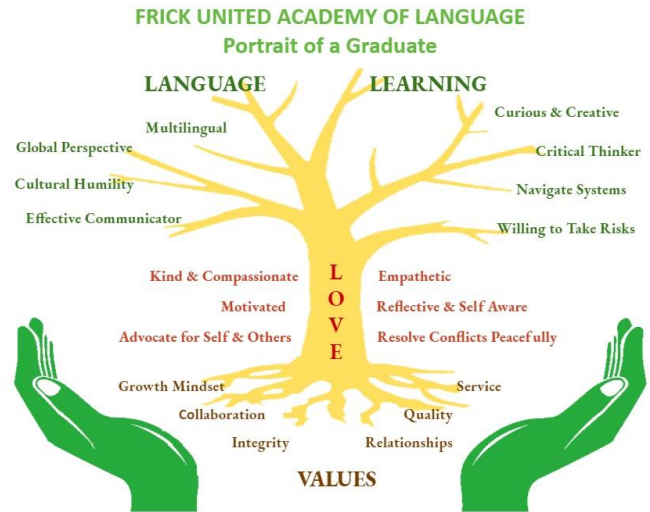 FRICK UNITED ACADEMY OF LANGUAGE
Portrait of a Graduate
LANGUAGE
LEARNING
Multilingual
Global Perspective
Cultural Humility
Effective Communicator
Curious & Creative
Critical Thinker
Navigate Systems
Willing to Take Risks
LOVE
Kind & Compassionate
Motivated
Advocate for Self & Others
Empathetic
Reflective & Self Aware
Resolve Conflicts Peacefully
Growth Mindset
Collaboration
Integrity
Service
Quality
Relationships
VALUES